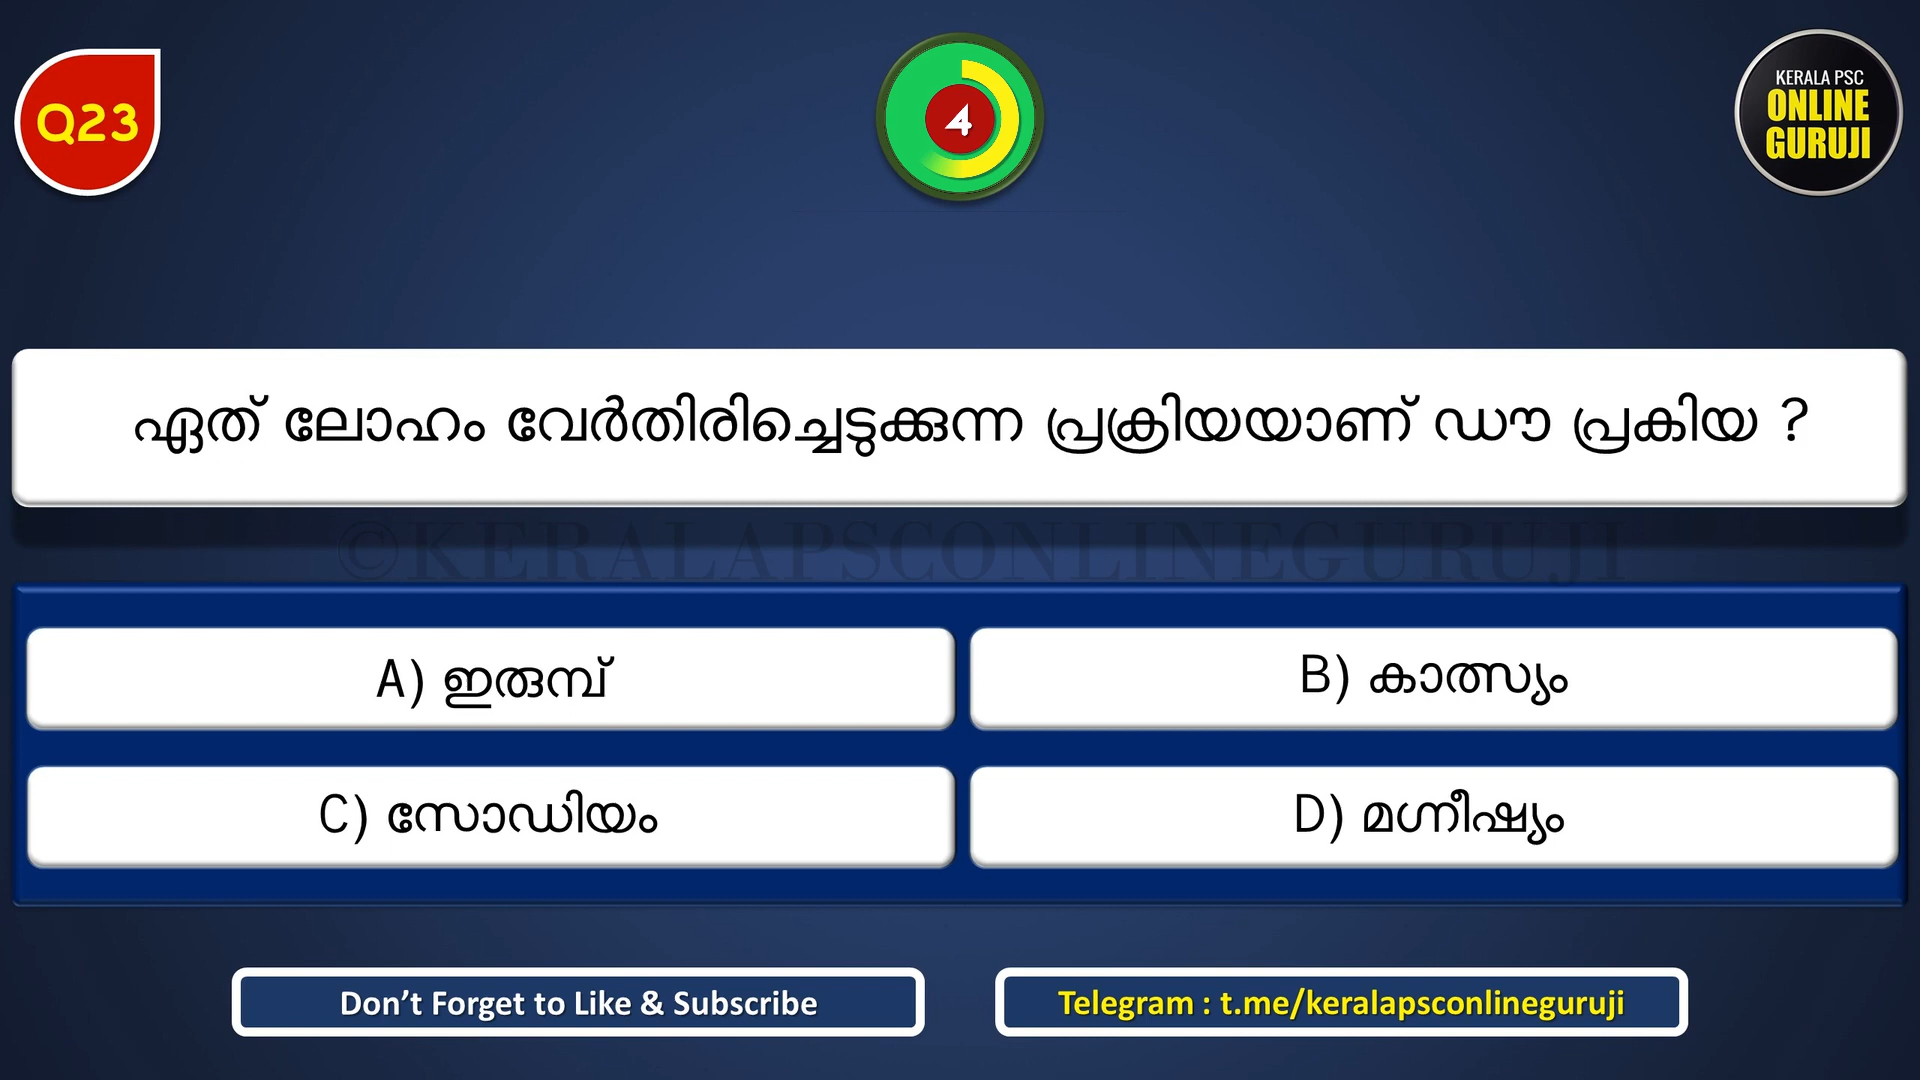 Q23
4
KERALA PSC
ONLINE
GURUJI
ഏത് ലോഹം വേർതിരിച്ചെടുക്കുന്ന പ്രക്രിയയാണ് ഡൗ പ്രകിയ ?
©KERALAPSCONLINEGURUJI
A) ഇരുമ്പ്
B) കാത്സ്യം
C) സോഡിയം
D) മഗ്നീഷ്യം
Don’t Forget to Like & Subscribe
Telegram : t.me/keralapsconlineguruji